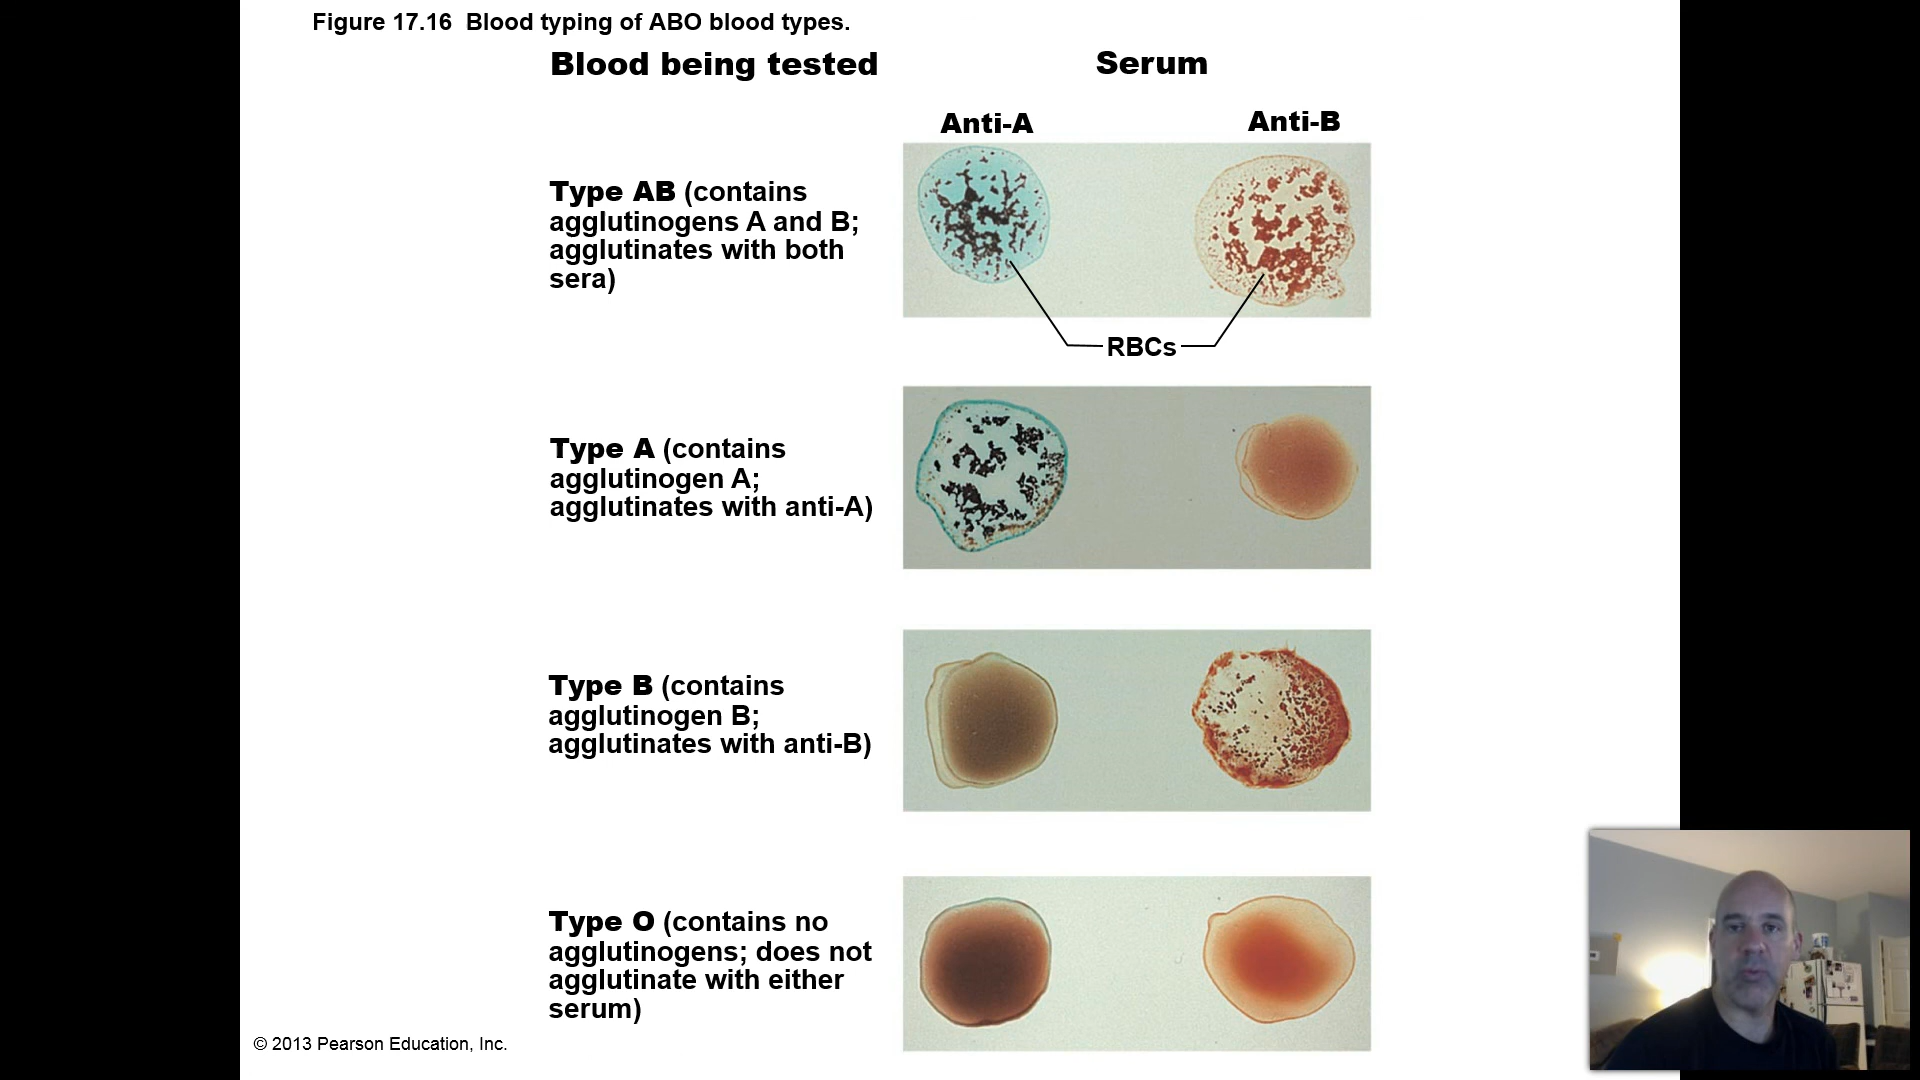 Figure 17.16  Blood typing of ABO blood types.
Blood being tested
Serum
Anti-A
Anti-B
Type AB (contains
agglutinogens A and B;
agglutinates with both
sera)
RBCs
Type A (contains
agglutinogen A;
agglutinates with anti-A)
Type B (contains
agglutinogen B;
agglutinates with anti-B)
Type O (contains no
agglutinogens; does not
agglutinate with either
serum)
© 2013 Pearson Education, Inc.